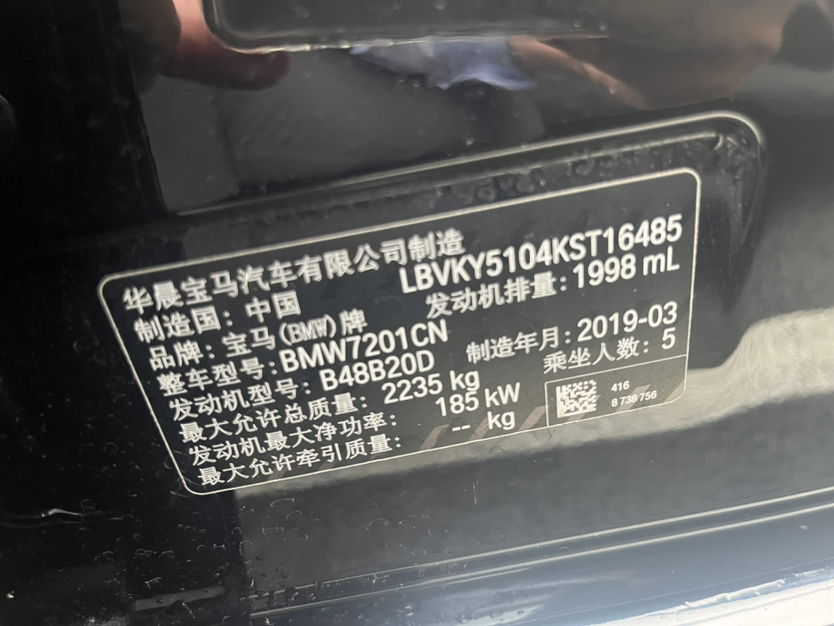 华晨宝马汽车有限公司制造
LBVKY5104KST16485
制造国：中国
发动机排量：1998 mL
品牌：宝马(BMW)牌
整车型号：BMW7201CN
制造年月：2019-03
发动机型号：B48B20D
乘坐人数：5
最大允许总质量：2235 kg
发动机最大净功率：185 kW
最大允许牵引质量：-- kg
416
8 738 756